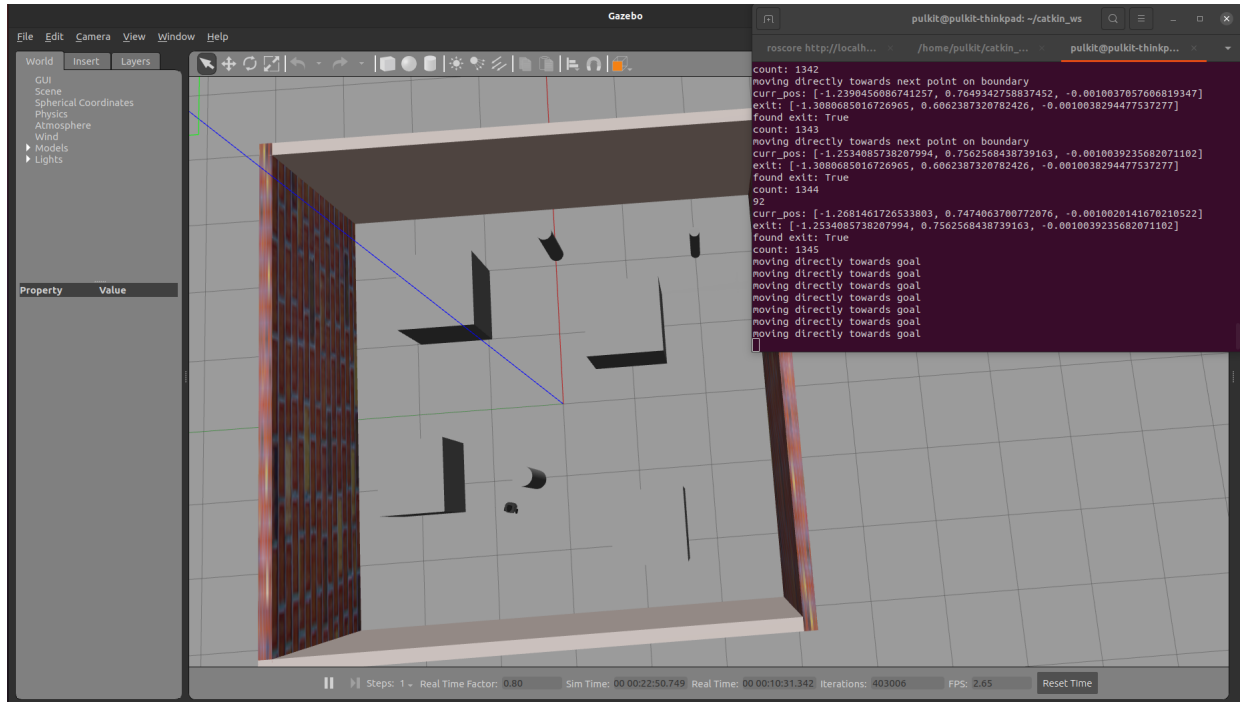 Gazebo
File Edit Camera View Window Help
World Insert Layers
GUI
Scene
Spherical Coordinates
Physics
Atmosphere
Wind
Models
Lights
Property Value
pulkit@pulkit-thinkpad: ~/catkin_ws
roscore http://localh... /home/pulkit/catkin_... pulkit@pulkit-thinkp...
count: 1342
moving directly towards next point on boundary
curr_pos: [-1.2390456086741257, 0.7649342758837452, -0.0010037057606819347]
exit: [-1.3080685016726965, 0.6062387320782426, -0.0010038294477537277]
found exit: True
count: 1343
moving directly towards next point on boundary
curr_pos: [-1.2534085738207994, 0.7562568438739163, -0.0010039235682071102]
exit: [-1.3080685016726965, 0.6062387320782426, -0.0010038294477537277]
found exit: True
count: 1344
92
curr_pos: [-1.2681461726533803, 0.7474063700772076, -0.0010020141670210522]
exit: [-1.2534085738207994, 0.7562568438739163, -0.0010039235682071102]
found exit: True
count: 1345
moving directly towards goal
moving directly towards goal
moving directly towards goal
moving directly towards goal
moving directly towards goal
moving directly towards goal
moving directly towards goal
Steps: 1 Real Time Factor: 0.80 Sim Time: 00 00:22:50.749 Real Time: 00 00:10:31.342 Iterations: 403006 FPS: 2.65 Reset Time